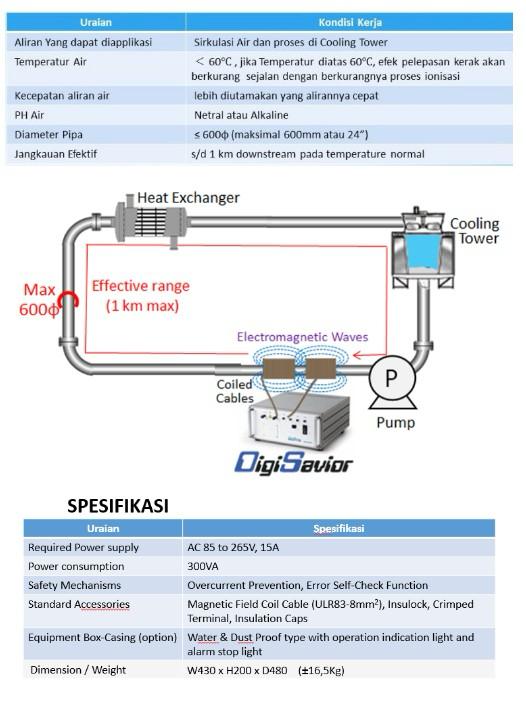 Uraian Kondisi Kerja
Aliran Yang dapat diapplikasi Sirkulasi Air dan proses di Cooling Tower
Temperatur Air < 60°C , jika Temperatur diatas 60°C, efek pelepasan kerak akan
berkurang sejalan dengan berkurangnya proses ionisasi
Kecepatan aliran air lebih diutamakan yang alirannya cepat
PH Air Netral atau Alkaline
Diameter Pipa ≤ 600ϕ (maksimal 600mm atau 24")
Jangkauan Efektif s/d 1 km downstream pada temperature normal
Heat Exchanger
Cooling
Tower
Max
600ϕ
Effective range
(1 km max)
Electromagnetic Waves
Coiled
Cables
P
Pump
DigiSavior
SPESIFIKASI
Uraian Spesifikasi
Required Power supply AC 85 to 265V, 15A
Power consumption 300VA
Safety Mechanisms Overcurrent Prevention, Error Self-Check Function
Standard Accessories Magnetic Field Coil Cable (ULR83-8mm²), Insulock, Crimped
Terminal, Insulation Caps
Equipment Box-Casing (option) Water & Dust Proof type with operation indication light and
alarm stop light
Dimension / Weight W430 x H200 x D480 (±16,5Kg)